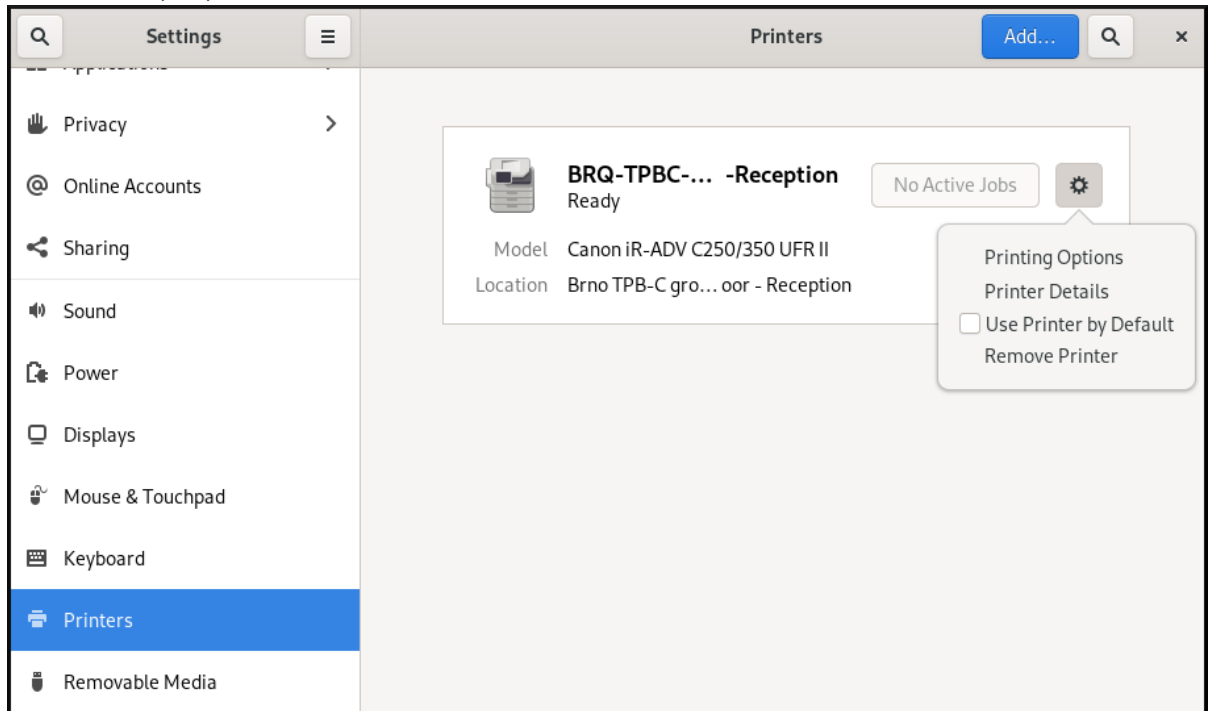 Settings
Printers
Add...
Applications
Privacy
Online Accounts
Sharing
Sound
Power
Displays
Mouse & Touchpad
Keyboard
Printers
Removable Media
BRQ-TPBC-... -Reception
Ready
No Active Jobs
Model Canon iR-ADV C250/350 UFR II
Location Brno TPB-C gro... oor - Reception
Printing Options
Printer Details
Use Printer by Default
Remove Printer